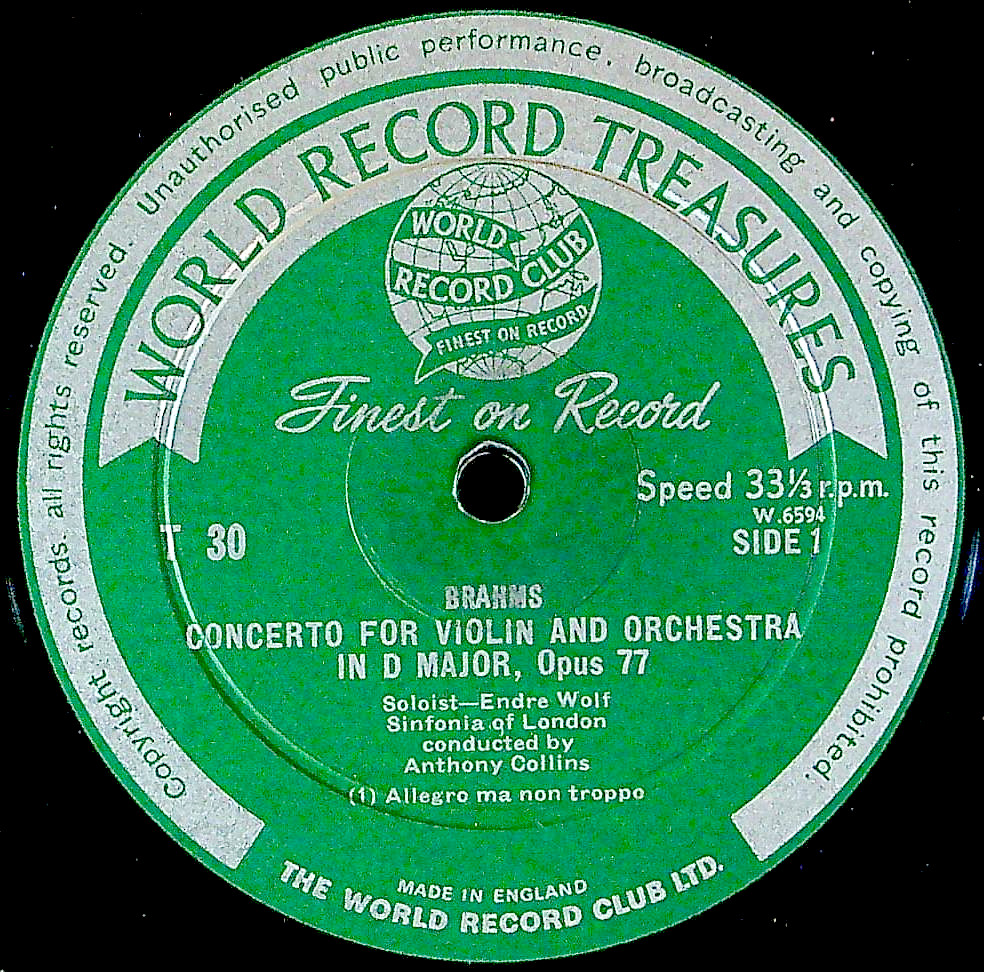 Copyright records. all rights reserved. Unauthorised public performance, broadcasting and copying of this record prohibited.
WORLD RECORD TREASURES
WORLD
RECORD CLUB
FINEST ON RECORD
Finest on Record
Speed 33⅓ r.p.m.
W.6594
T 30
SIDE 1
BRAHMS
CONCERTO FOR VIOLIN AND ORCHESTRA
IN D MAJOR, Opus 77
Soloist—Endre Wolf
Sinfonia of London
conducted by
Anthony Collins
(1) Allegro ma non troppo
MADE IN ENGLAND
THE WORLD RECORD CLUB LTD.